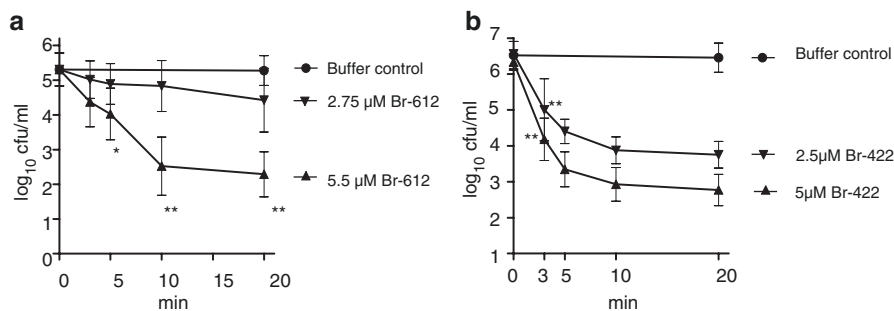 a
log10 cfu/ml
6
5
4
3
2
1
0
0 5 10 15 20
min
*
**
**
Buffer control
2.75 µM Br-612
5.5 µM Br-612
b
log10 cfu/ml
7
6
5
4
3
2
1
0 3 5 10 20
min
**
**
Buffer control
2.5µM Br-422
5µM Br-422